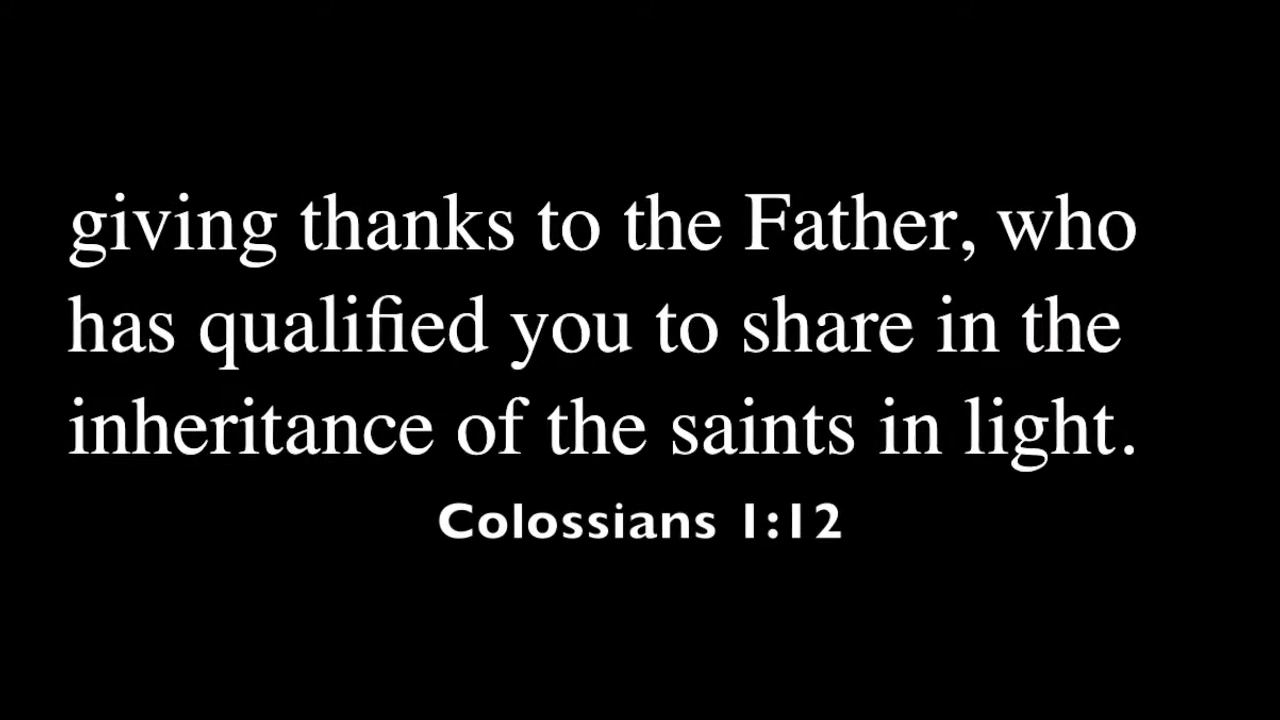 giving thanks to the Father, who
has qualified you to share in the
inheritance of the saints in light.
Colossians 1:12